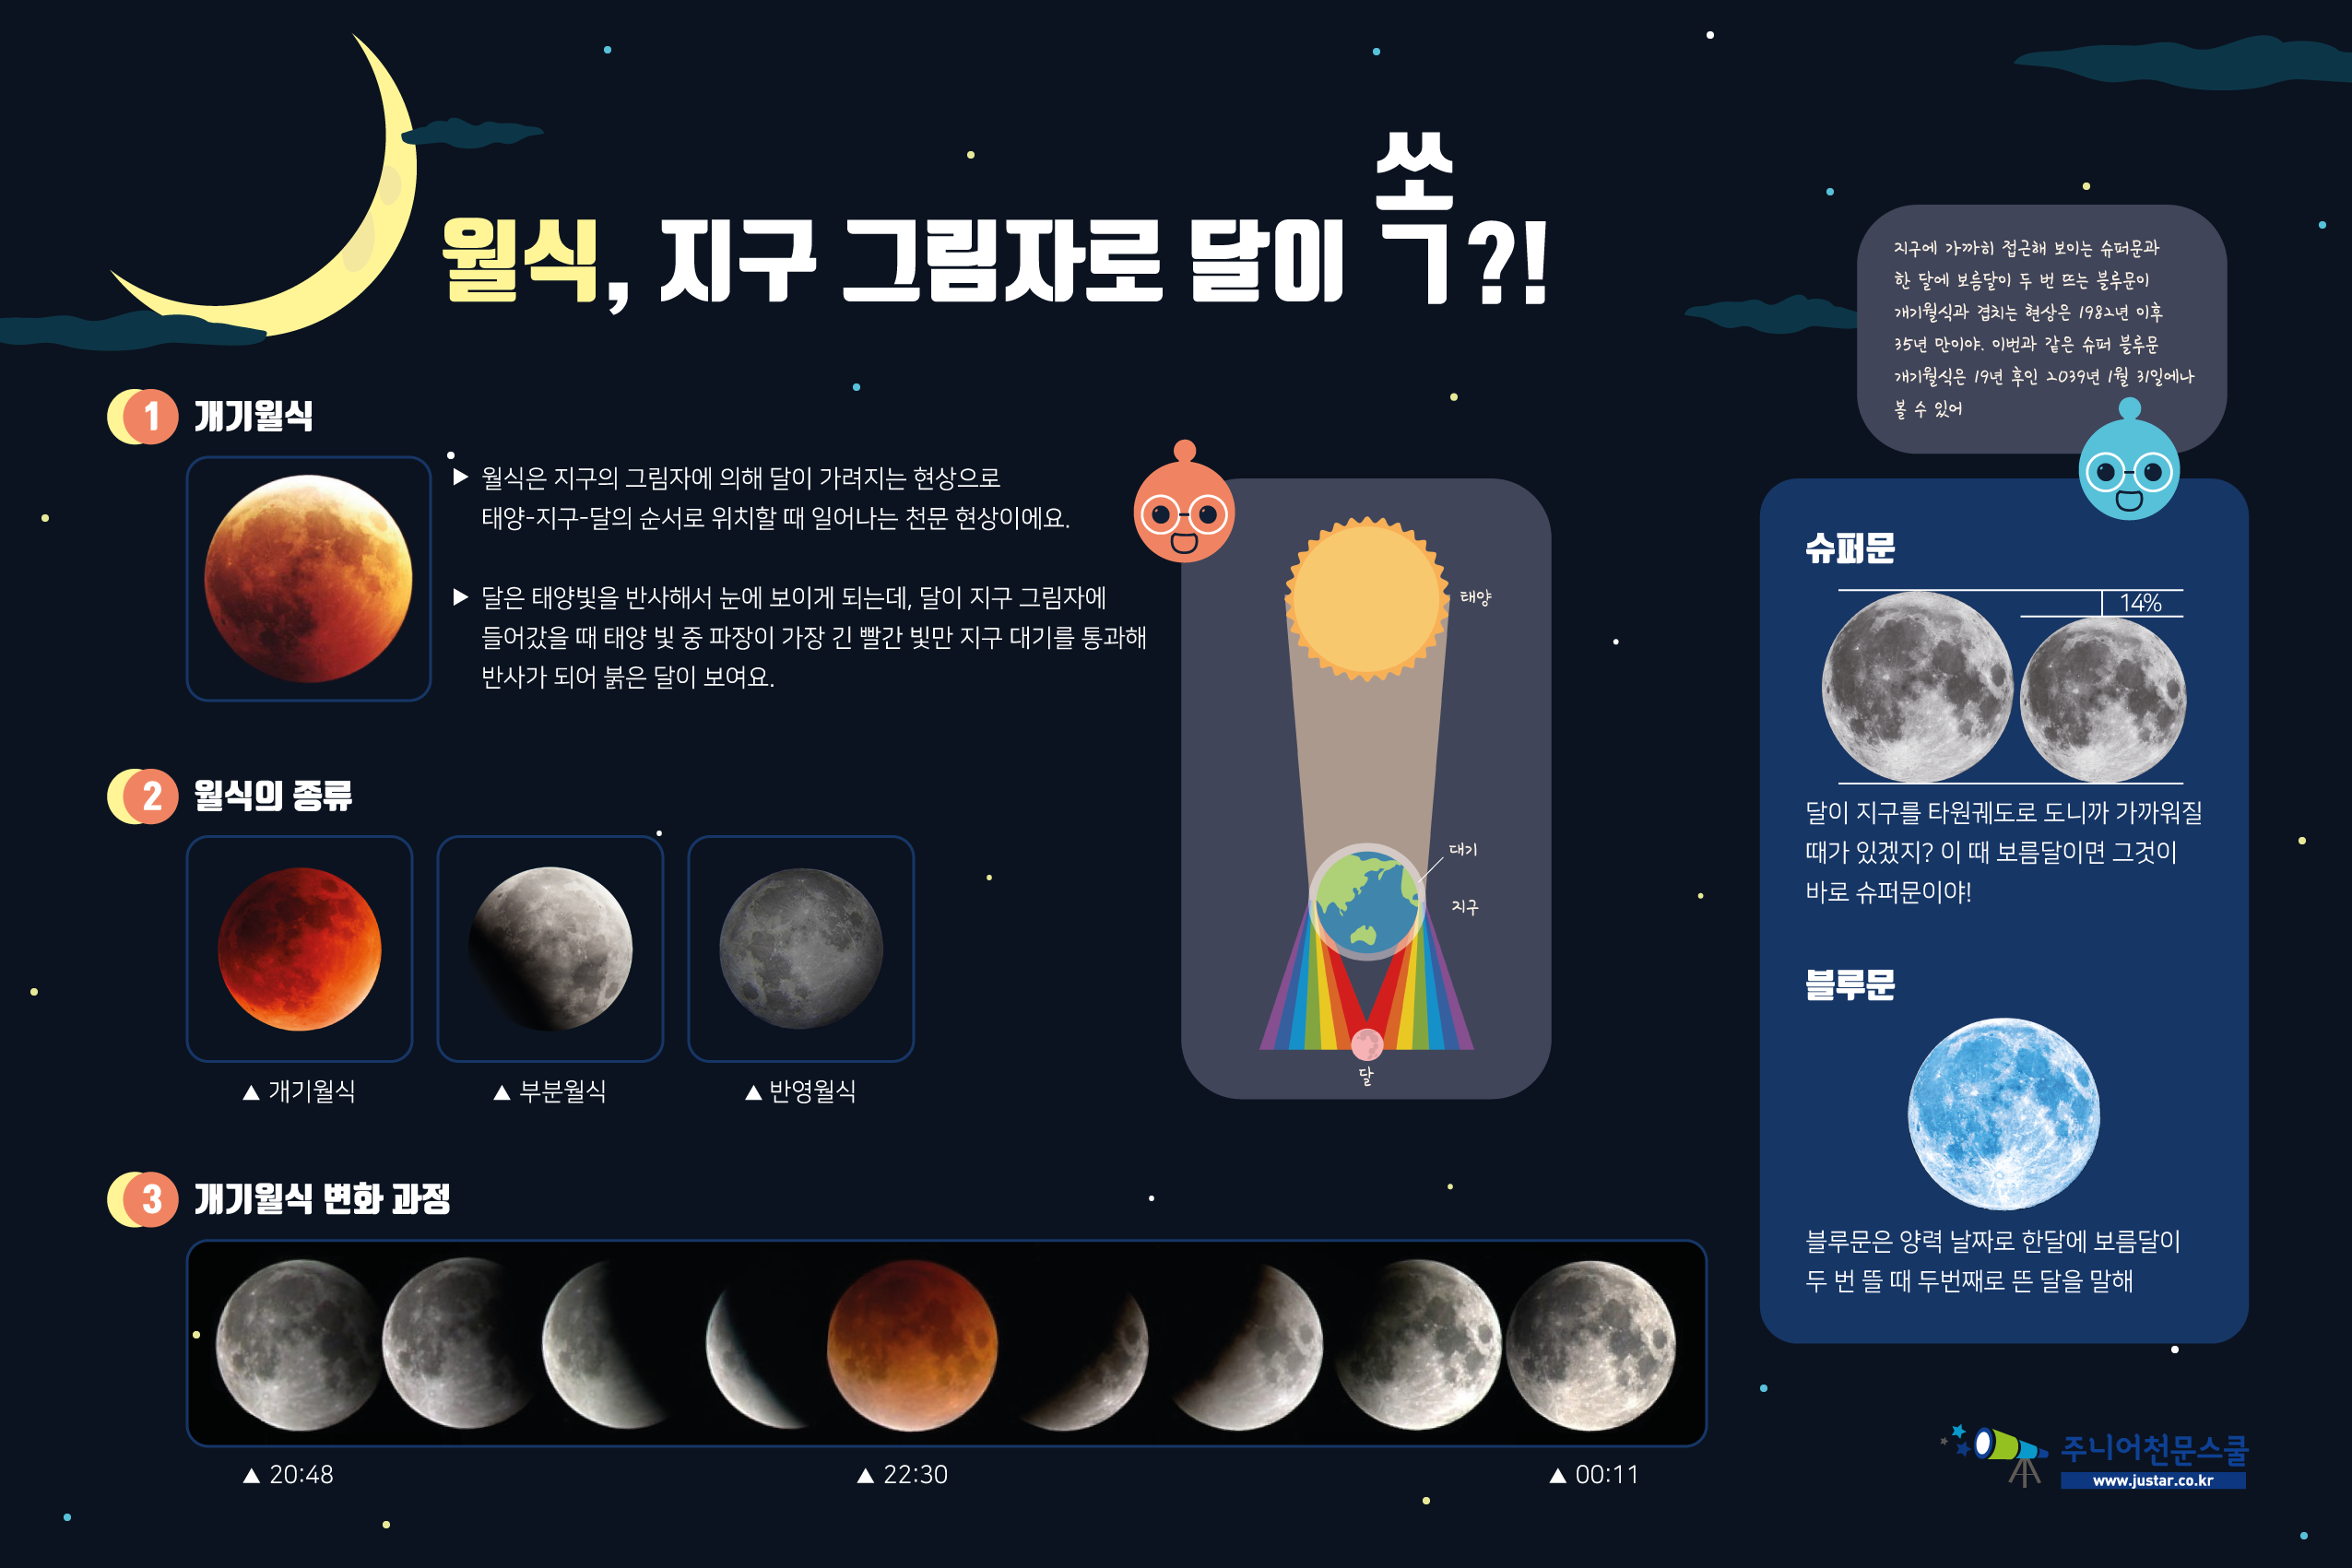 월식, 지구 그림자로 달이 쏙?!
1 개기월식
▶ 월식은 지구의 그림자에 의해 달이 가려지는 현상으로
태양-지구-달의 순서로 위치할 때 일어나는 천문 현상이에요.
▶ 달은 태양빛을 반사해서 눈에 보이게 되는데, 달이 지구 그림자에
들어갔을 때 태양 빛 중 파장이 가장 긴 빨간 빛만 지구 대기를 통과해
반사가 되어 붉은 달이 보여요.
2 월식의 종류
▲ 개기월식
▲ 부분월식
▲ 반영월식
태양
대기
지구
달
3 개기월식 변화 과정
▲ 20:48
▲ 22:30
▲ 00:11
지구에 가까히 접근해 보이는 슈퍼문과
한 달에 보름달이 두 번 뜨는 블루문이
개기월식과 겹치는 현상은 1982년 이후
35년 만이야. 이번과 같은 슈퍼 블루문
개기월식은 19년 후인 2039년 1월 31일에나
볼 수 있어
슈퍼문
14%
달이 지구를 타원궤도로 도니까 가까워질
때가 있겠지? 이 때 보름달이면 그것이
바로 슈퍼문이야!
블루문
블루문은 양력 날짜로 한달에 보름달이
두 번 뜰 때 두번째로 뜬 달을 말해
주니어천문스쿨
www.justar.co.kr